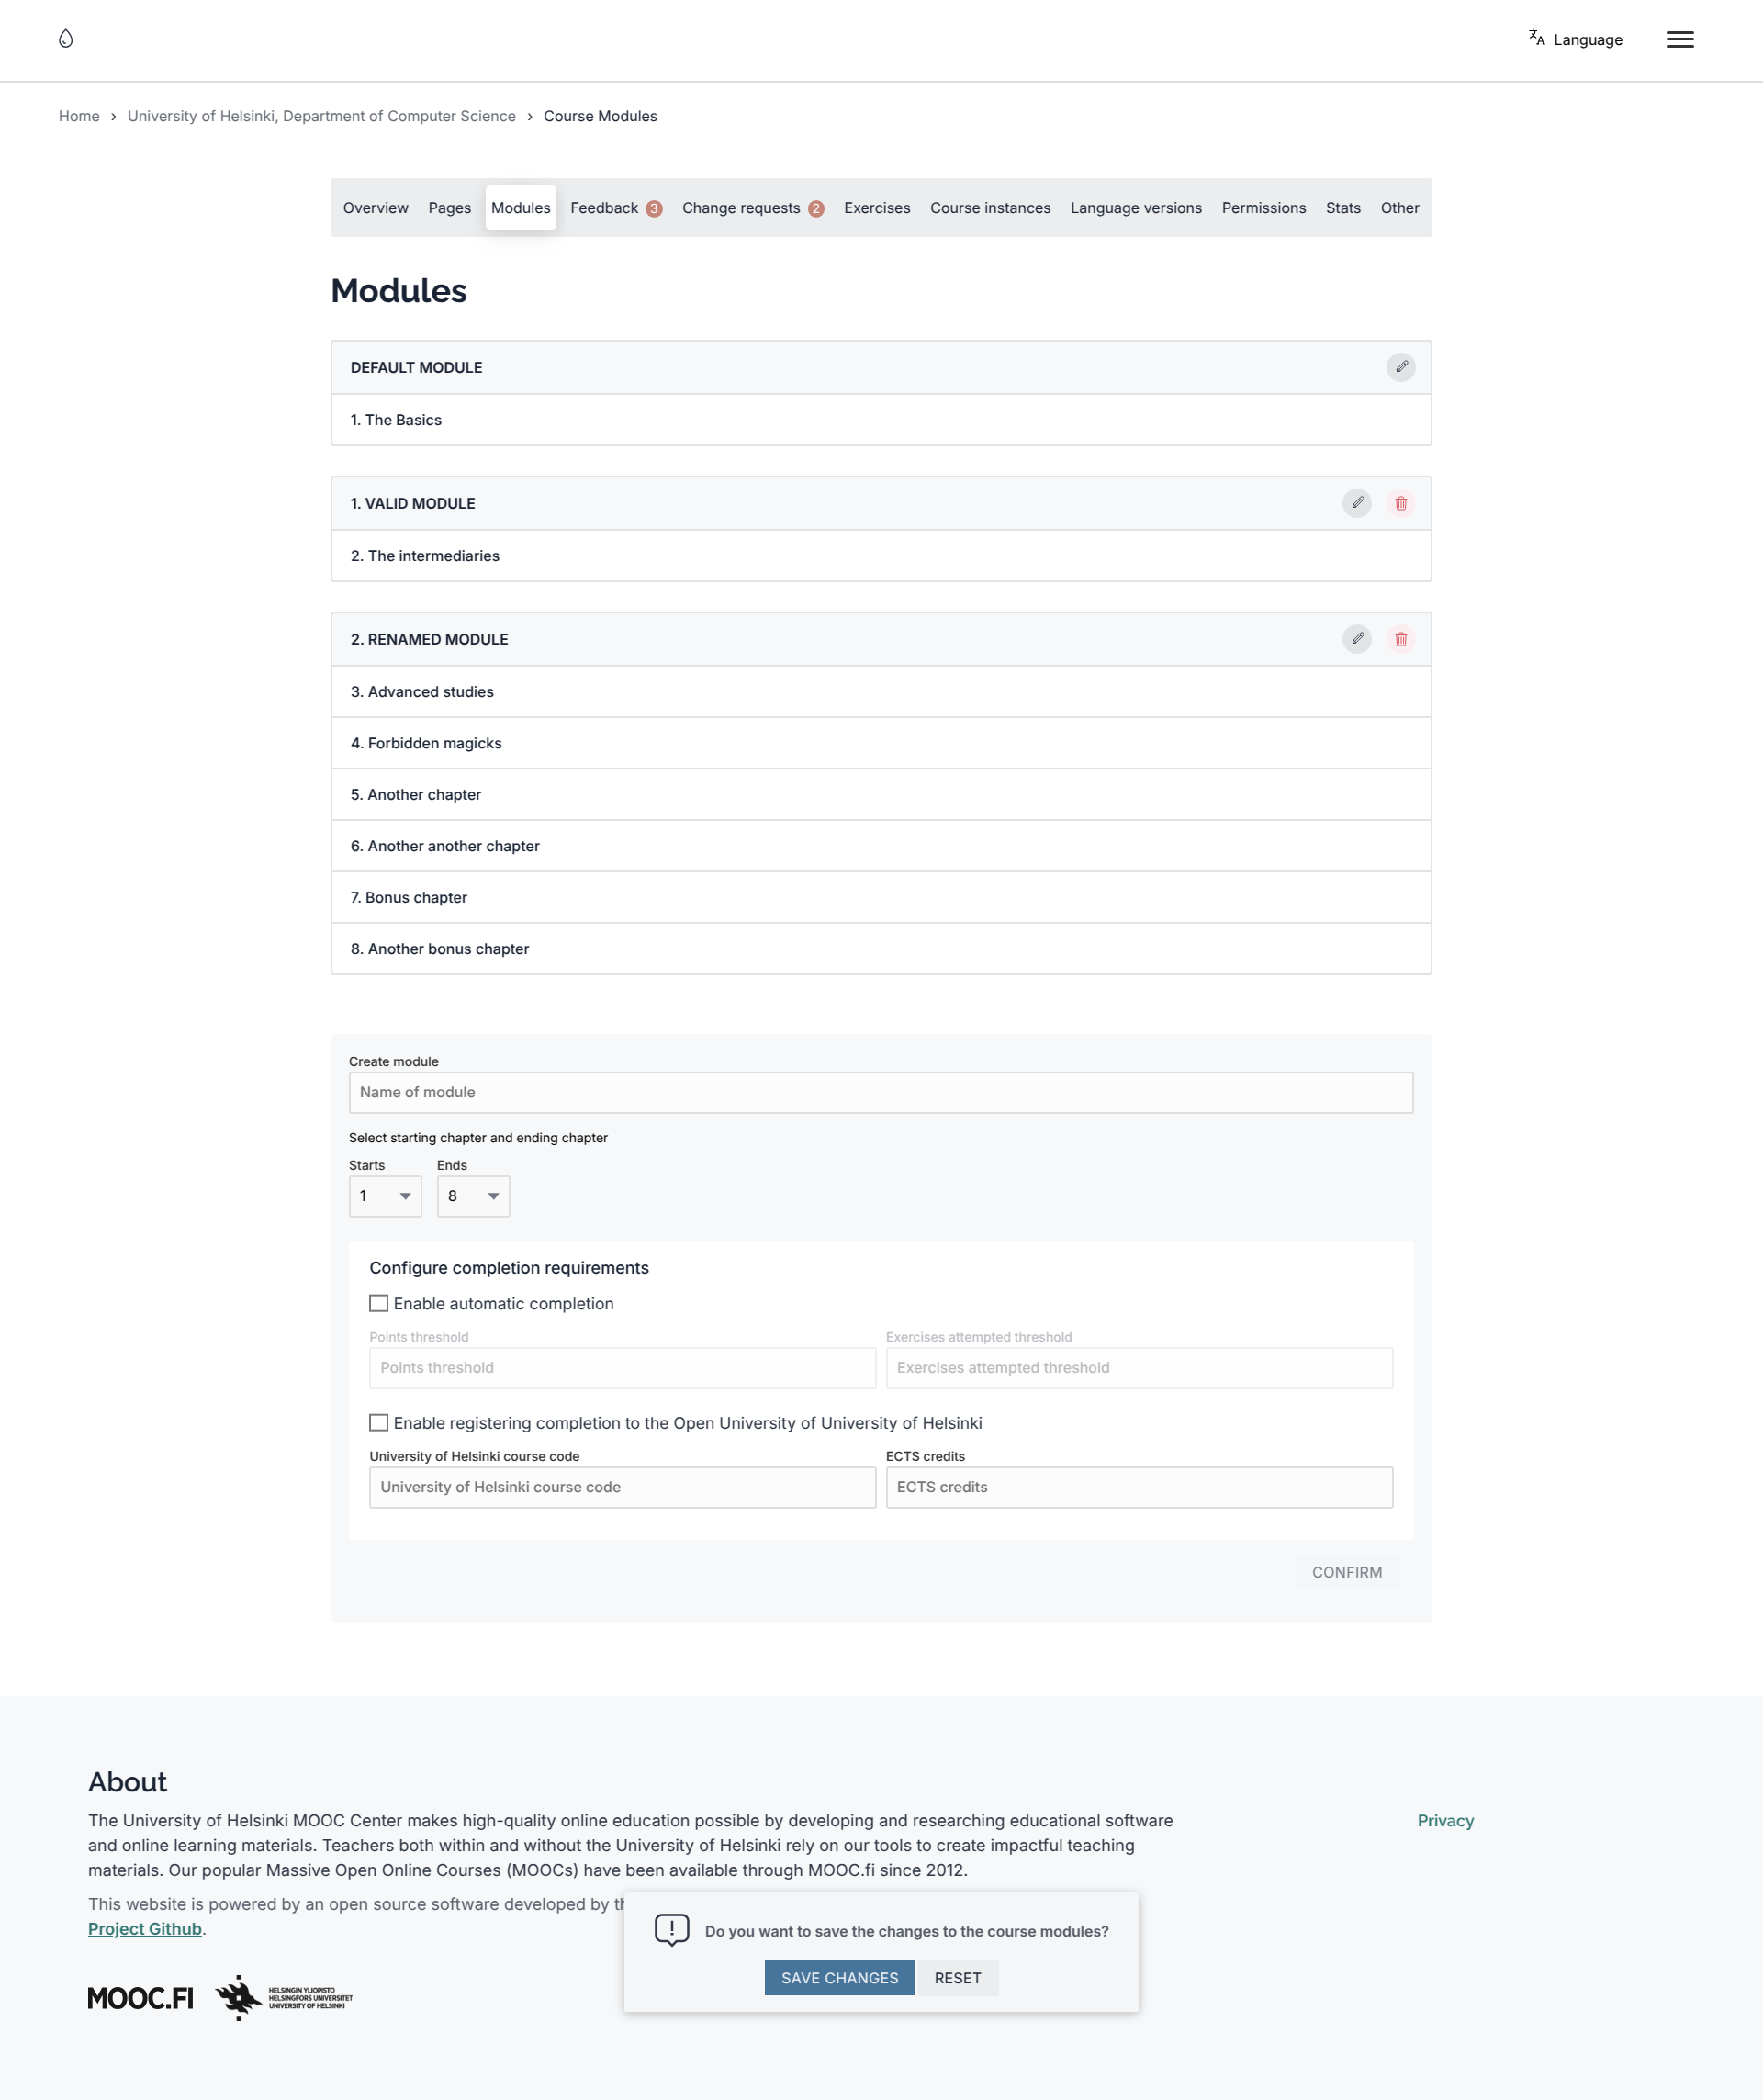 Language
Home › University of Helsinki, Department of Computer Science › Course Modules
Overview Pages Modules Feedback 3 Change requests 2 Exercises Course instances Language versions Permissions Stats Other
Modules
DEFAULT MODULE
1. The Basics
1. VALID MODULE
2. The intermediaries
2. RENAMED MODULE
3. Advanced studies
4. Forbidden magicks
5. Another chapter
6. Another another chapter
7. Bonus chapter
8. Another bonus chapter
Create module
Name of module
Select starting chapter and ending chapter
Starts Ends
1 8
Configure completion requirements
Enable automatic completion
Points threshold Exercises attempted threshold
Points threshold Exercises attempted threshold
Enable registering completion to the Open University of University of Helsinki
University of Helsinki course code ECTS credits
University of Helsinki course code ECTS credits
CONFIRM
About
The University of Helsinki MOOC Center makes high-quality online education possible by developing and researching educational software
and online learning materials. Teachers both within and without the University of Helsinki rely on our tools to create impactful teaching
materials. Our popular Massive Open Online Courses (MOOCs) have been available through MOOC.fi since 2012.
Privacy
This website is powered by an open source software developed by
Project Github.
Do you want to save the changes to the course modules?
SAVE CHANGES RESET
MOOC.FI
HELSINGIN YLIOPISTO
HELSINGFORS UNIVERSITET
UNIVERSITY OF HELSINKI